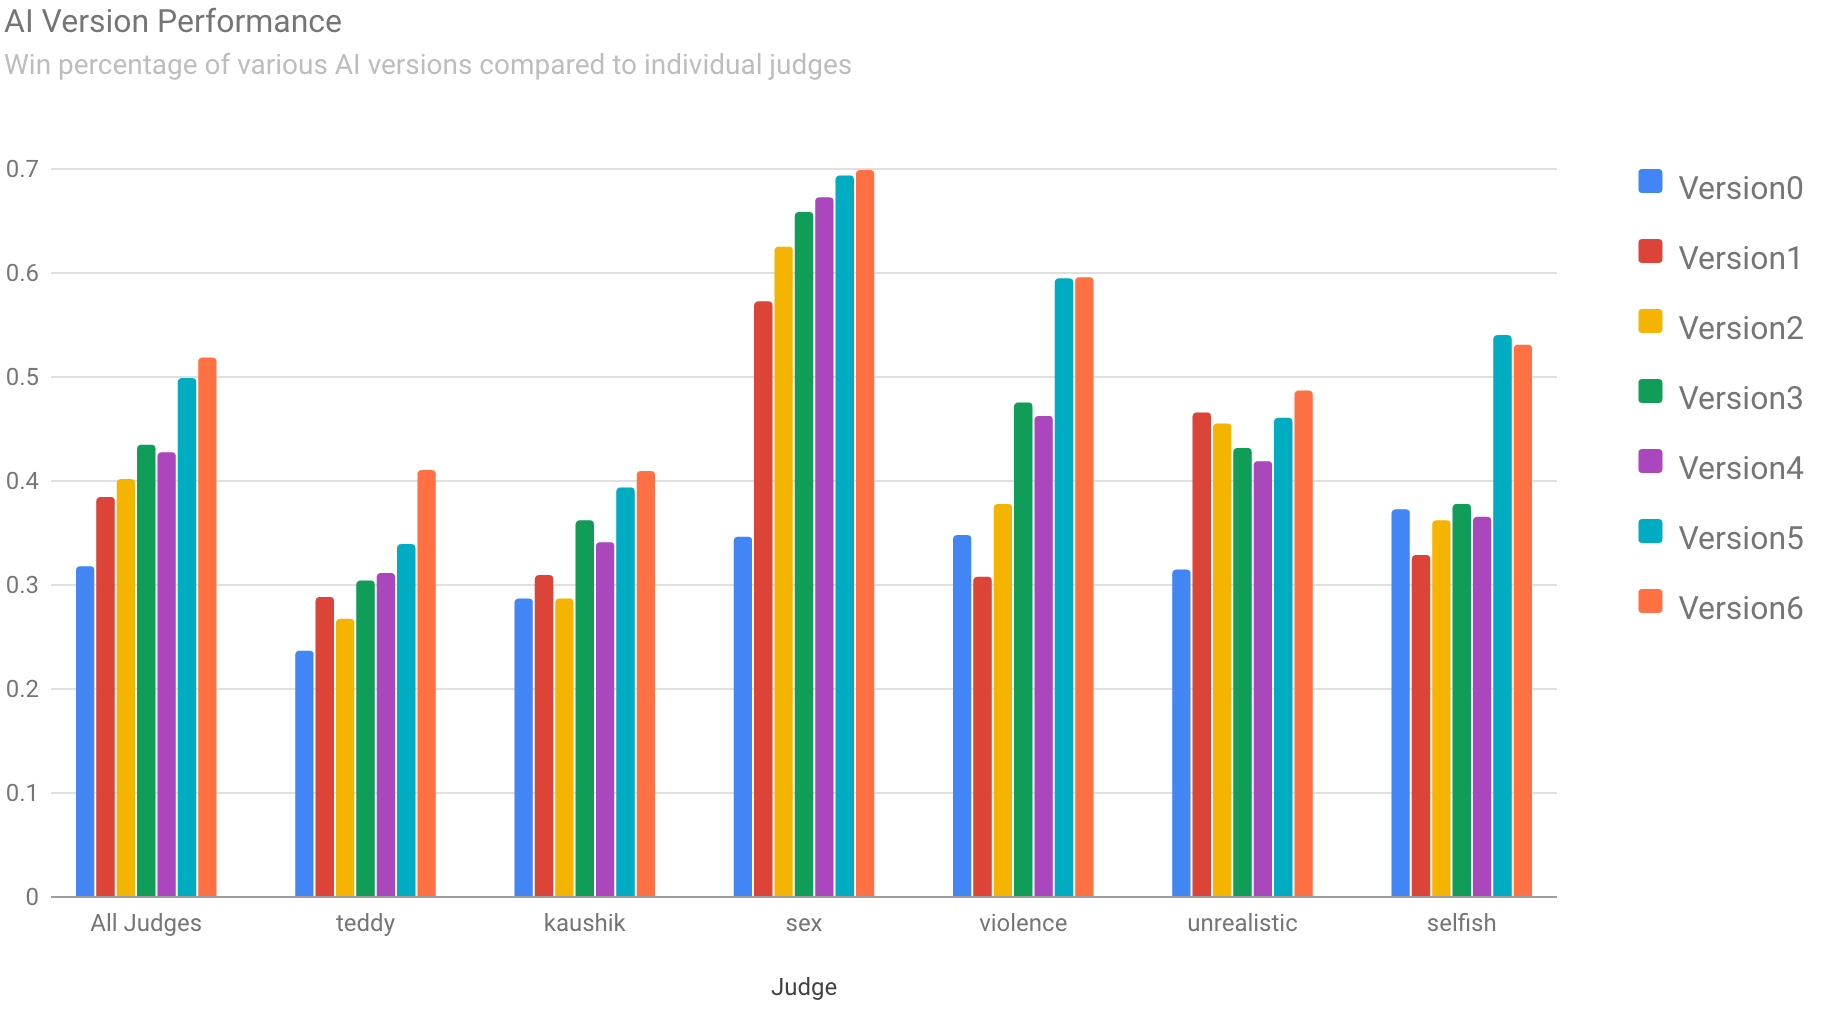 AI Version Performance
Win percentage of various AI versions compared to individual judges
0.7
0.6
0.5
0.4
0.3
0.2
0.1
0
All Judges
teddy
kaushik
sex
violence
unrealistic
selfish
Judge
Version0
Version1
Version2
Version3
Version4
Version5
Version6